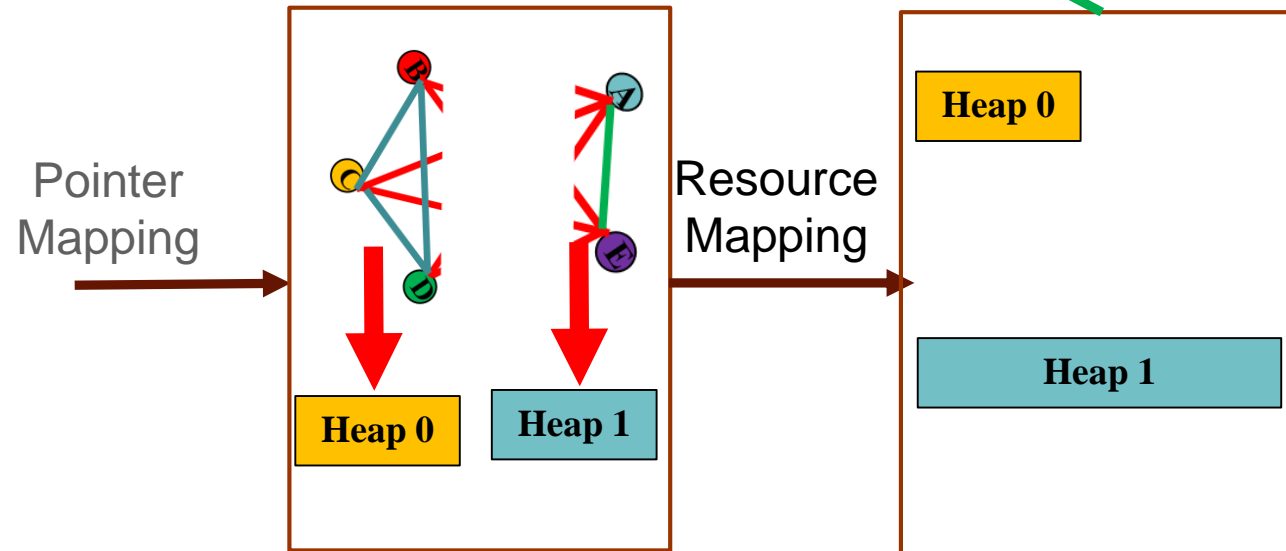 Pointer
Mapping
B
C
D
A
E
Heap 0
Heap 1
Resource
Mapping
Heap 0
Heap 1